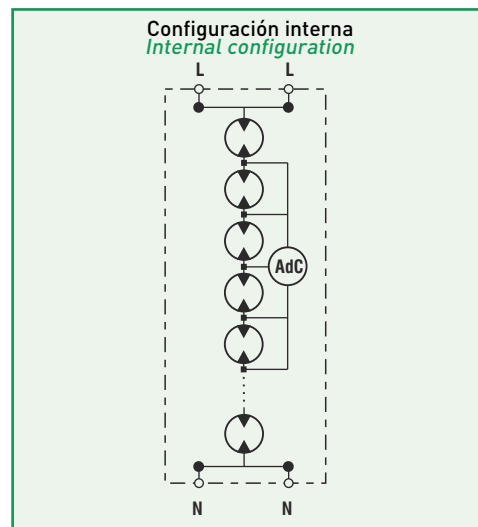 Configuración interna
Internal configuration
L L
AdC
N N